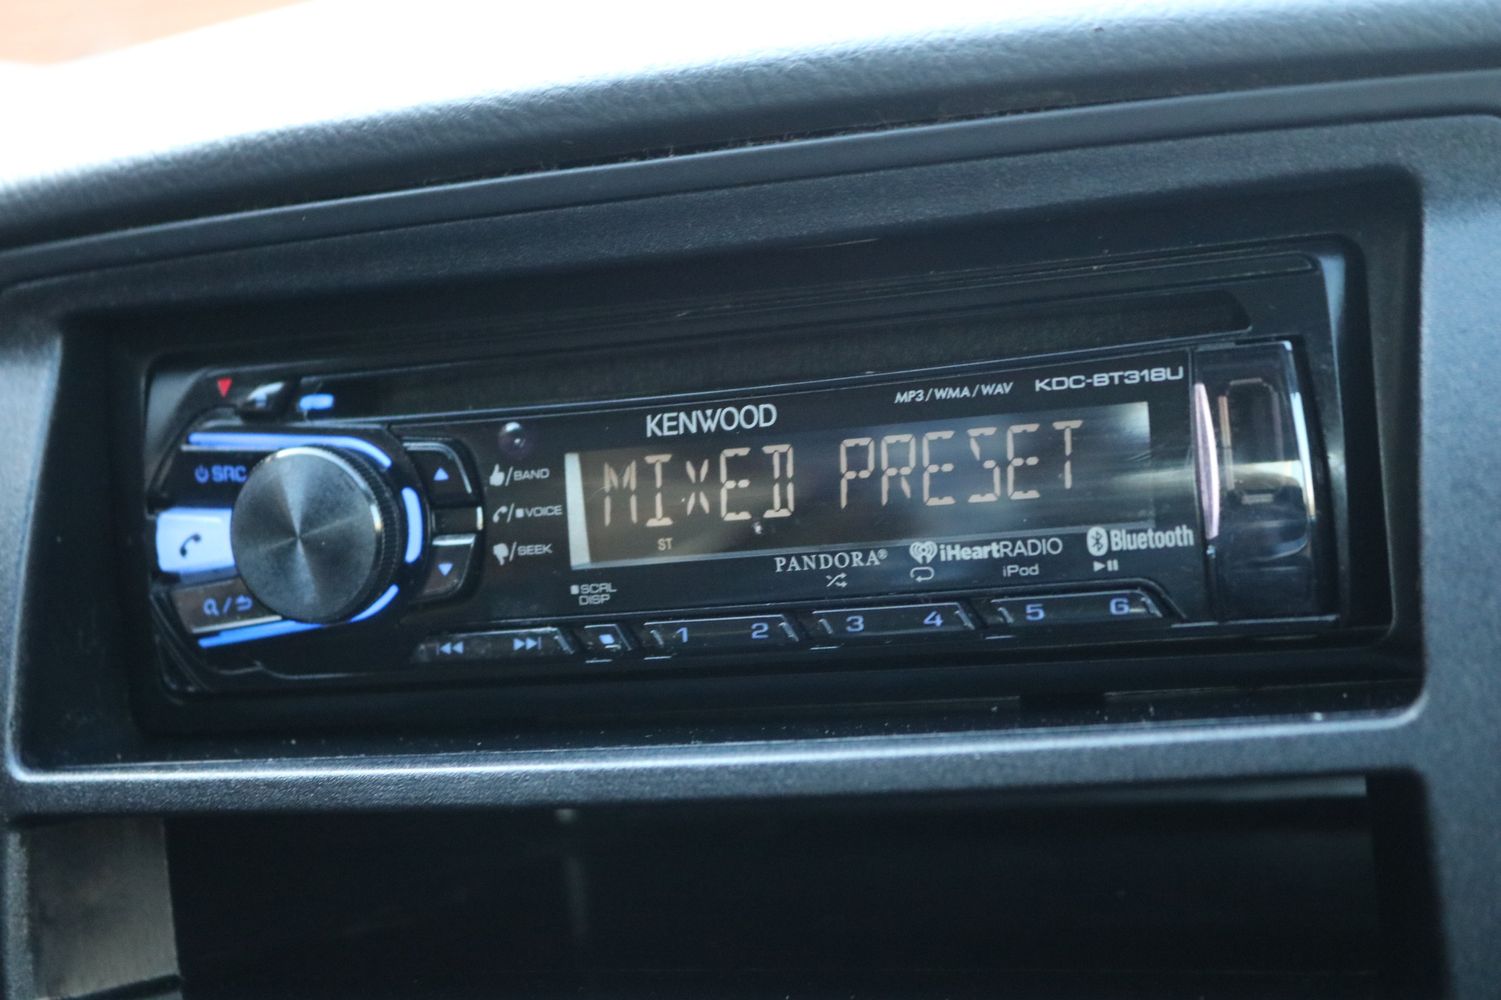 KENWOOD
MP3/WMA/WAV
KDC-BT318U
SRC
/BAND
/VOICE
/SEEK
MIXED PRESET
ST
PANDORA®
iHeartRADIO
Bluetooth
iPod
SCRL
DISP
1 2 3 4 5 6